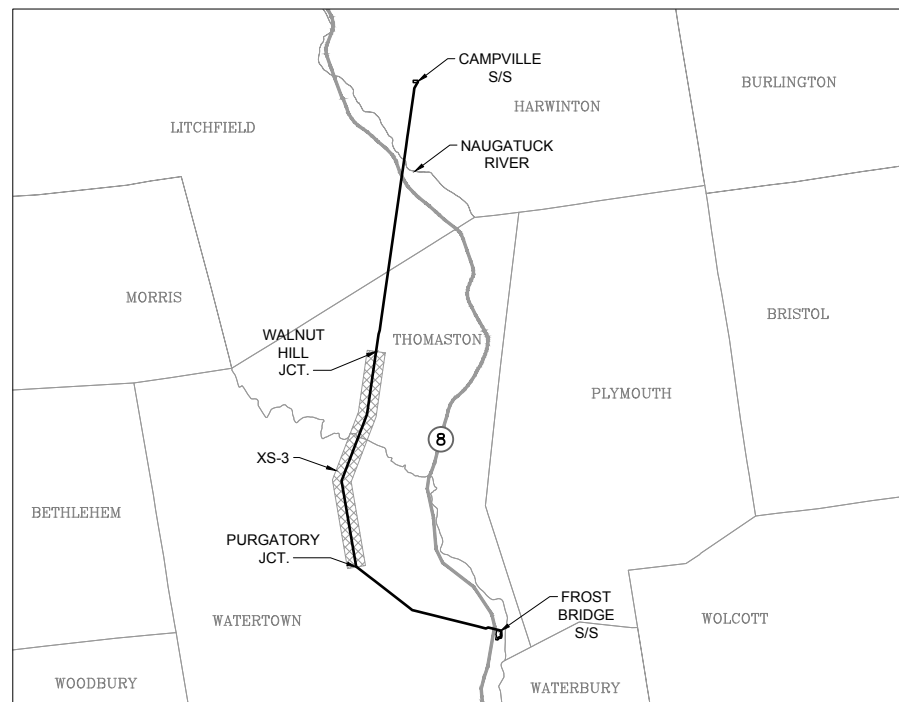 CAMPVILLE
S/S
BURLINGTON
HARWINTON
LITCHFIELD
NAUGATUCK
RIVER
MORRIS
BRISTOL
WALNUT
HILL
JCT.
THOMASTON
PLYMOUTH
8
XS-3
BETHLEHEM
PURGATORY
JCT.
FROST
BRIDGE
S/S
WATERTOWN
WOLCOTT
WOODBURY
WATERBURY